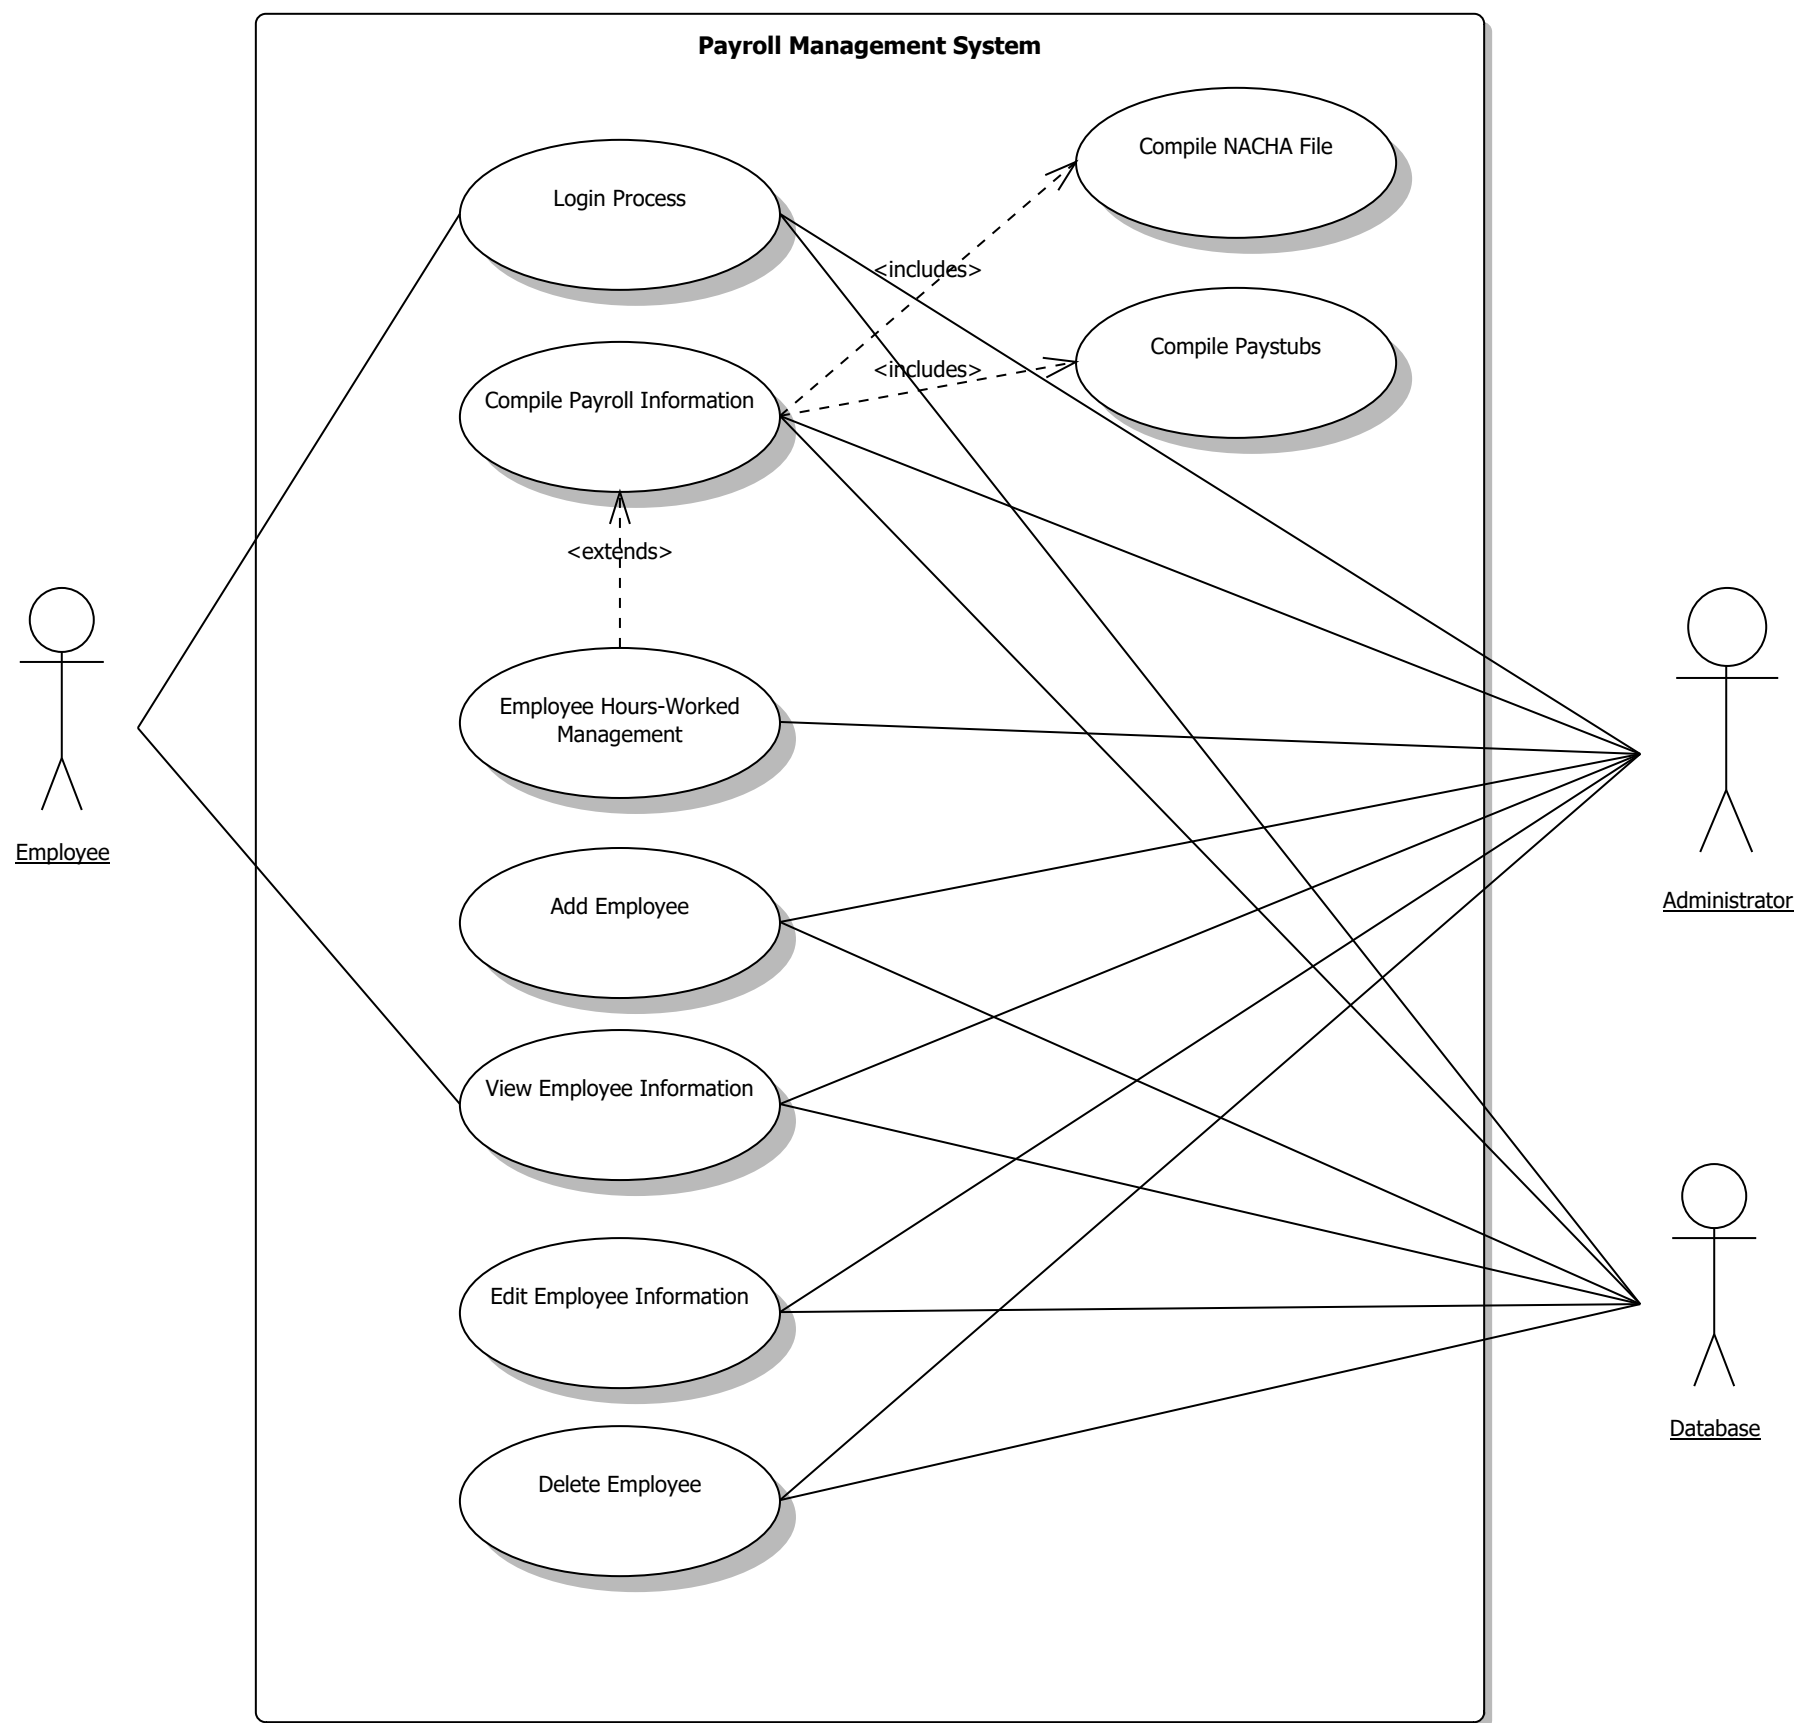 Payroll Management System
Compile NACHA File
Login Process
<includes>
Compile Paystubs
<includes>
Compile Payroll Information
<extends>
Employee Hours-Worked
Management
Employee
Administrator
Add Employee
View Employee Information
Edit Employee Information
Database
Delete Employee